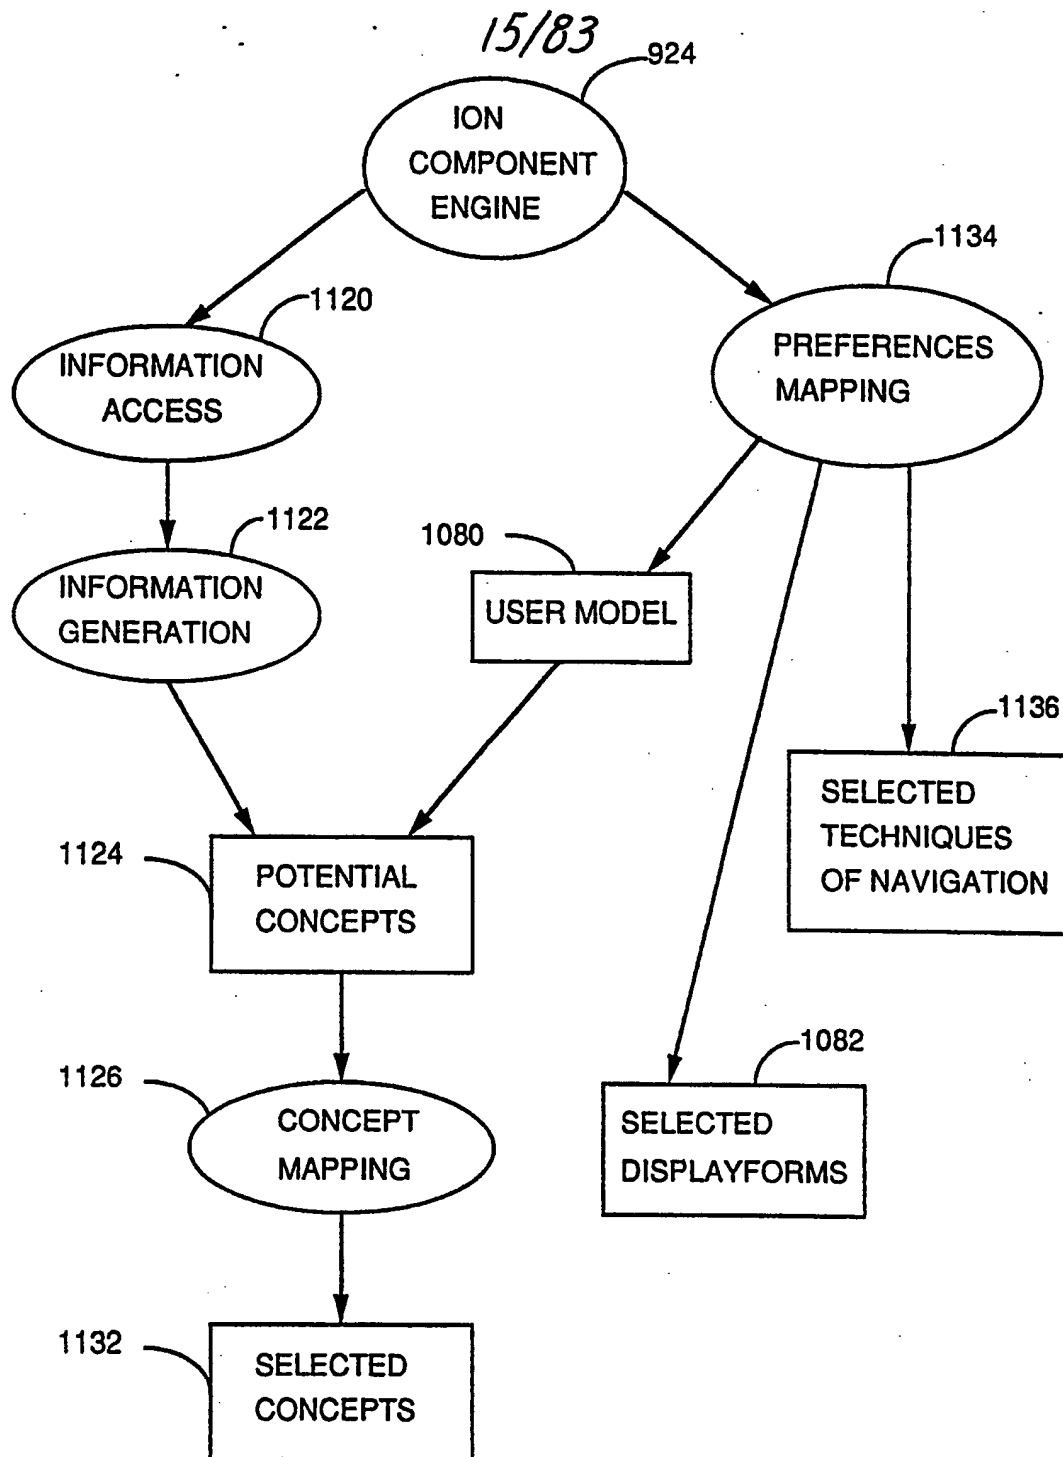 15/83
924
ION
COMPONENT
ENGINE
1134
1120
PREFERENCES
MAPPING
INFORMATION
ACCESS
1122
1080
INFORMATION
GENERATION
USER MODEL
1136
SELECTED
TECHNIQUES
OF NAVIGATION
1124
POTENTIAL
CONCEPTS
1082
1126
CONCEPT
MAPPING
SELECTED
DISPLAYFORMS
1132
SELECTED
CONCEPTS